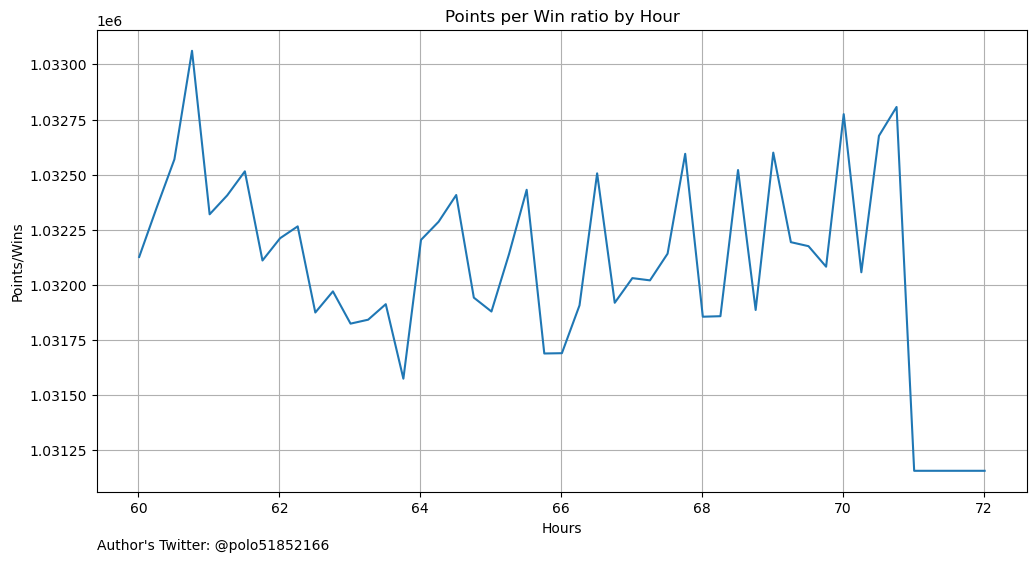 Points per Win ratio by Hour
1e6
1.03300
1.03275
1.03250
1.03225
1.03200
1.03175
1.03150
1.03125
Points/Wins
60 62 64 66 68 70 72
Hours
Author's Twitter: @polo51852166